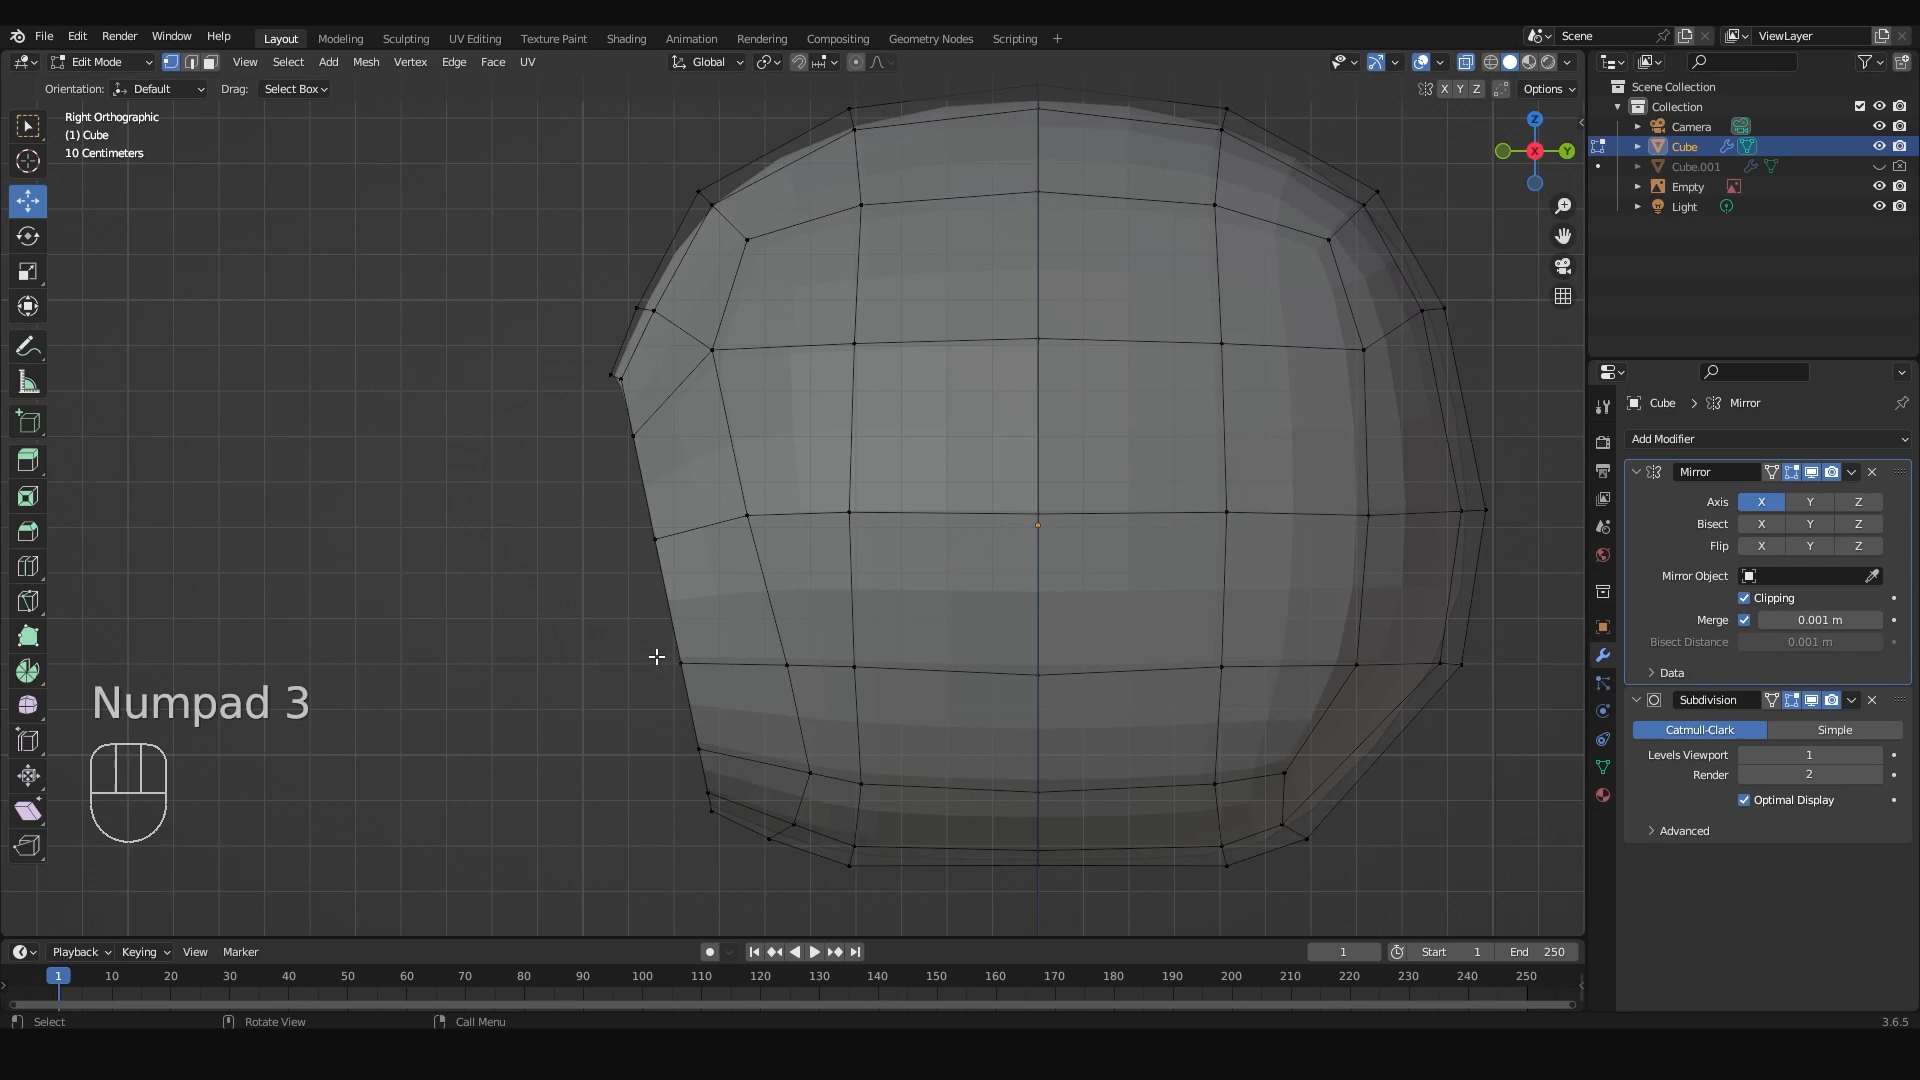 File Edit Render Window Help Layout Modeling Sculpting UV Editing Texture Paint Shading Animation Rendering Compositing Geometry Nodes Scripting + Scene ViewLayer
Edit Mode View Select Add Mesh Vertex Edge Face UV Global
Orientation: Default Drag: Select Box X Y Z Options
Right Orthographic
(1) Cube
10 Centimeters
Z
X
Y
Scene Collection
Collection
Camera
Cube
Cube.001
Empty
Light
Cube > Mirror
Add Modifier
Mirror
Axis X Y Z
Bisect X Y Z
Flip X Y Z
Mirror Object
Clipping
Merge 0.001 m
Bisect Distance 0.001 m
Data
Subdivision
Catmull-Clark Simple
Levels Viewport 1
Render 2
Optimal Display
Advanced
Numpad 3
Playback Keying View Marker 1 Start 1 End 250
1 10 20 30 40 50 60 70 80 90 100 110 120 130 140 150 160 170 180 190 200 210 220 230 240 250
Select Rotate View Call Menu 3.6.5